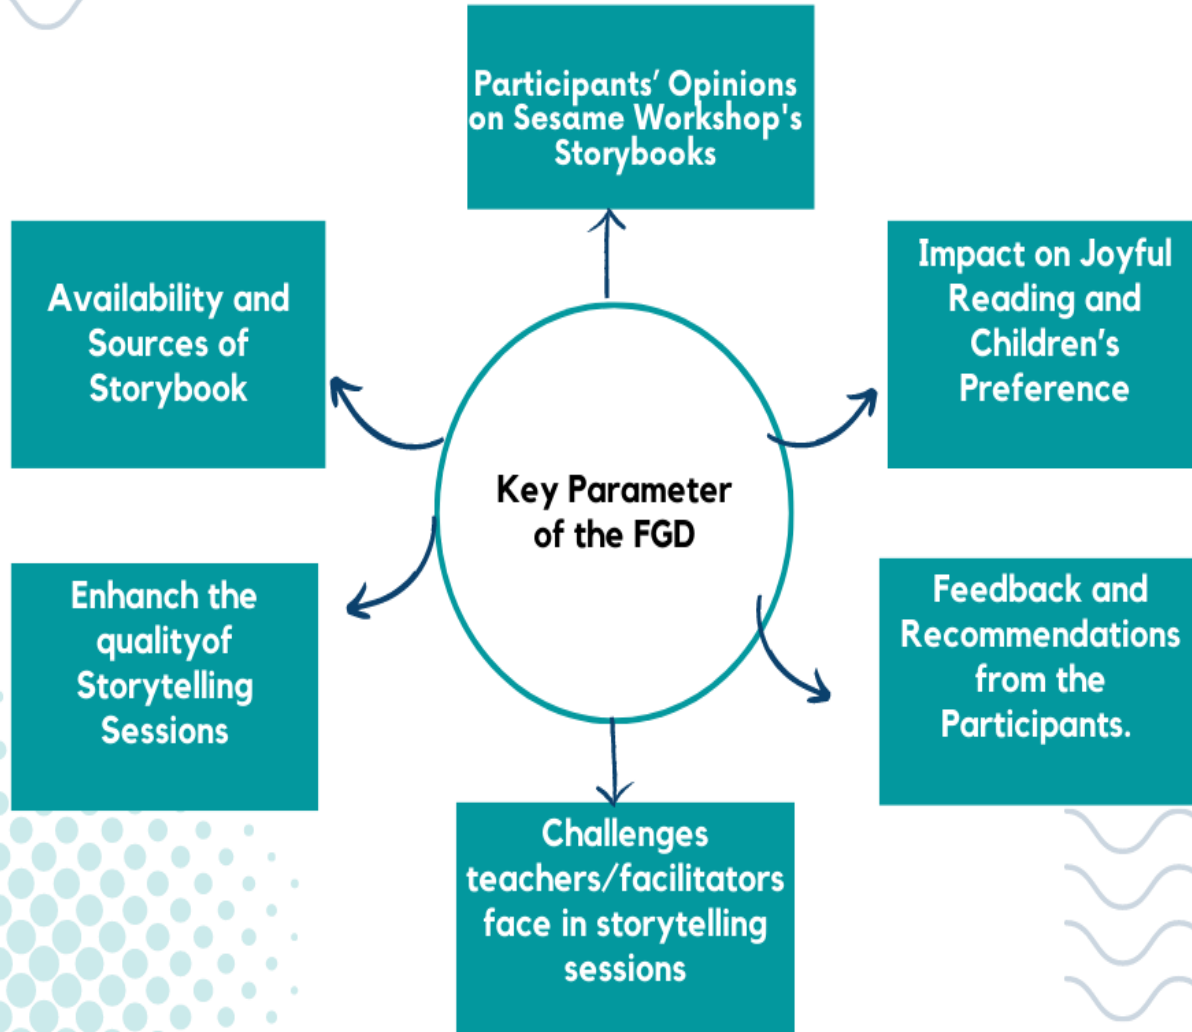 Participants’ Opinions
on Sesame Workshop's
Storybooks
Availability and
Sources of
Storybook
Impact on Joyful
Reading and
Children’s
Preference
Key Parameter
of the FGD
Enhanch the
qualityof
Storytelling
Sessions
Feedback and
Recommendations
from the
Participants.
Challenges
teachers/facilitators
face in storytelling
sessions